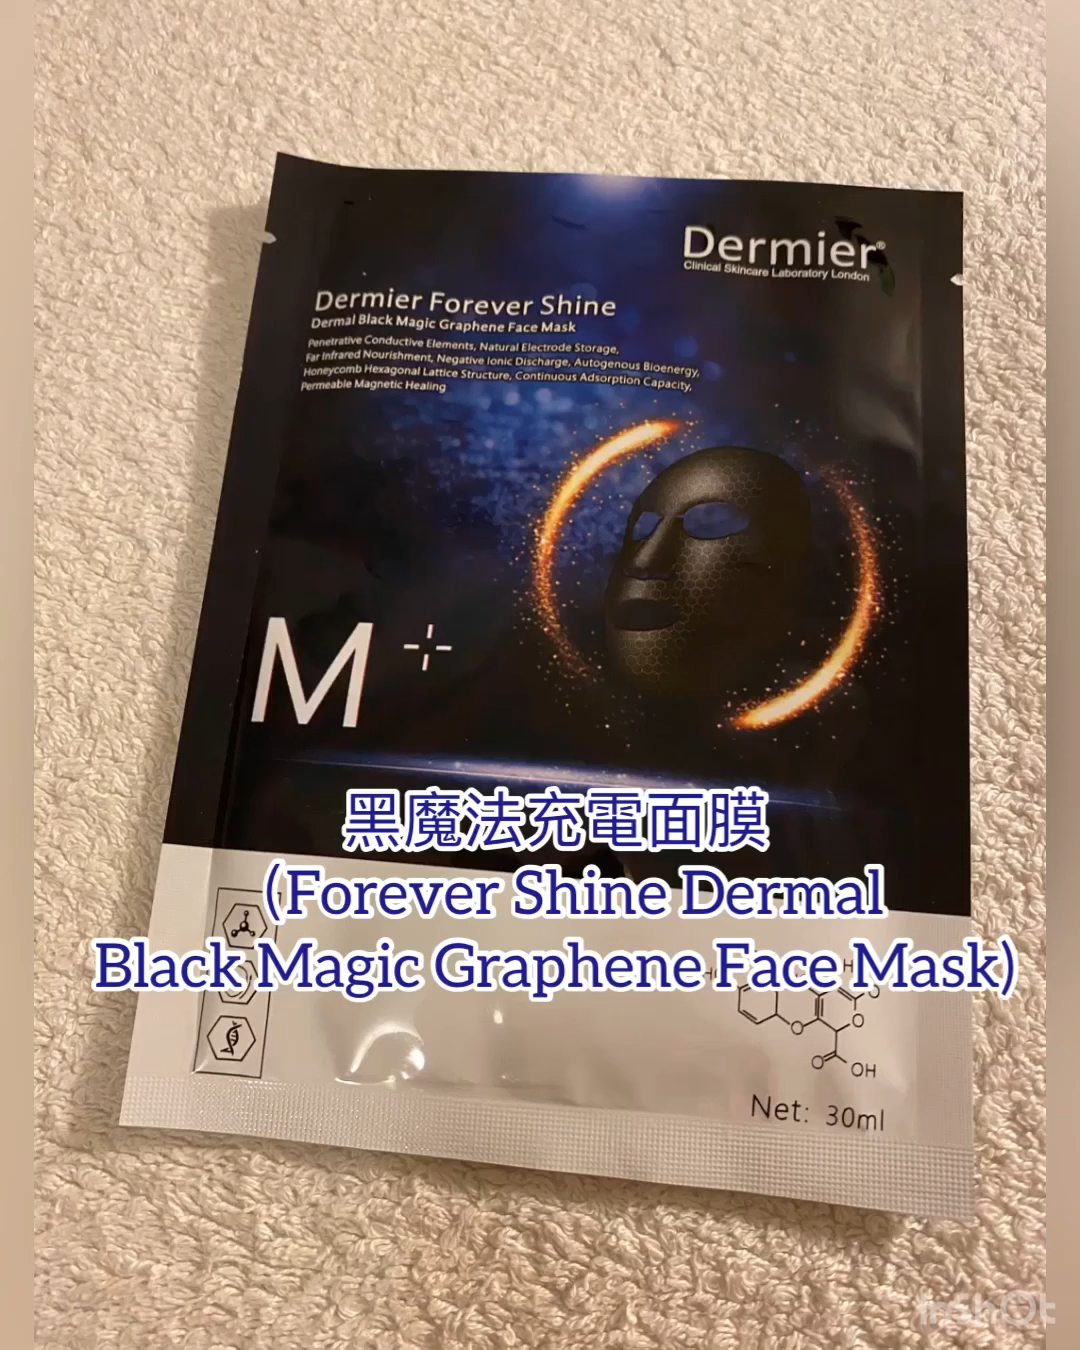 Dermier®
Clinical Skincare Laboratory London
Dermier Forever Shine
Dermal Black Magic Graphene Face Mask
Penetrative Conductive Elements, Natural Electrode Storage,
Far Infrared Nourishment, Negative Ionic Discharge, Autogenous Bioenergy,
Honeycomb Hexagonal Lattice Structure, Continuous Adsorption Capacity,
Permeable Magnetic Healing
M
黑魔法充電面膜
(Forever Shine Dermal
Black Magic Graphene Face Mask)
H
O
O
O
OH
Net: 30ml
InShOt